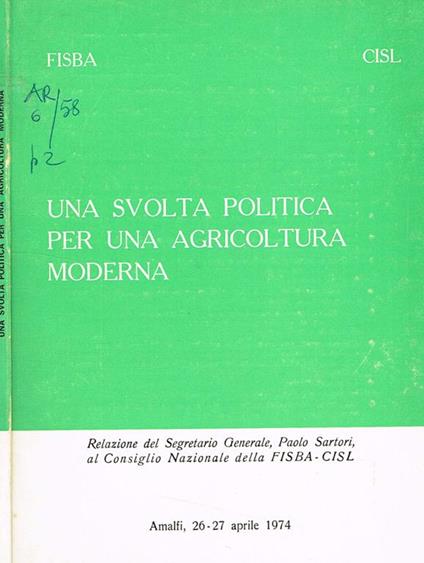 FISBA CISL
AR
6/58
p2
UNA SVOLTA POLITICA
PER UNA AGRICOLTURA
MODERNA
Relazione del Segretario Generale, Paolo Sartori,
al Consiglio Nazionale della FISBA-CISL
Amalfi, 26-27 aprile 1974
UNA SVOLTA POLITICA PER UNA AGRICOLTURA MODERNA